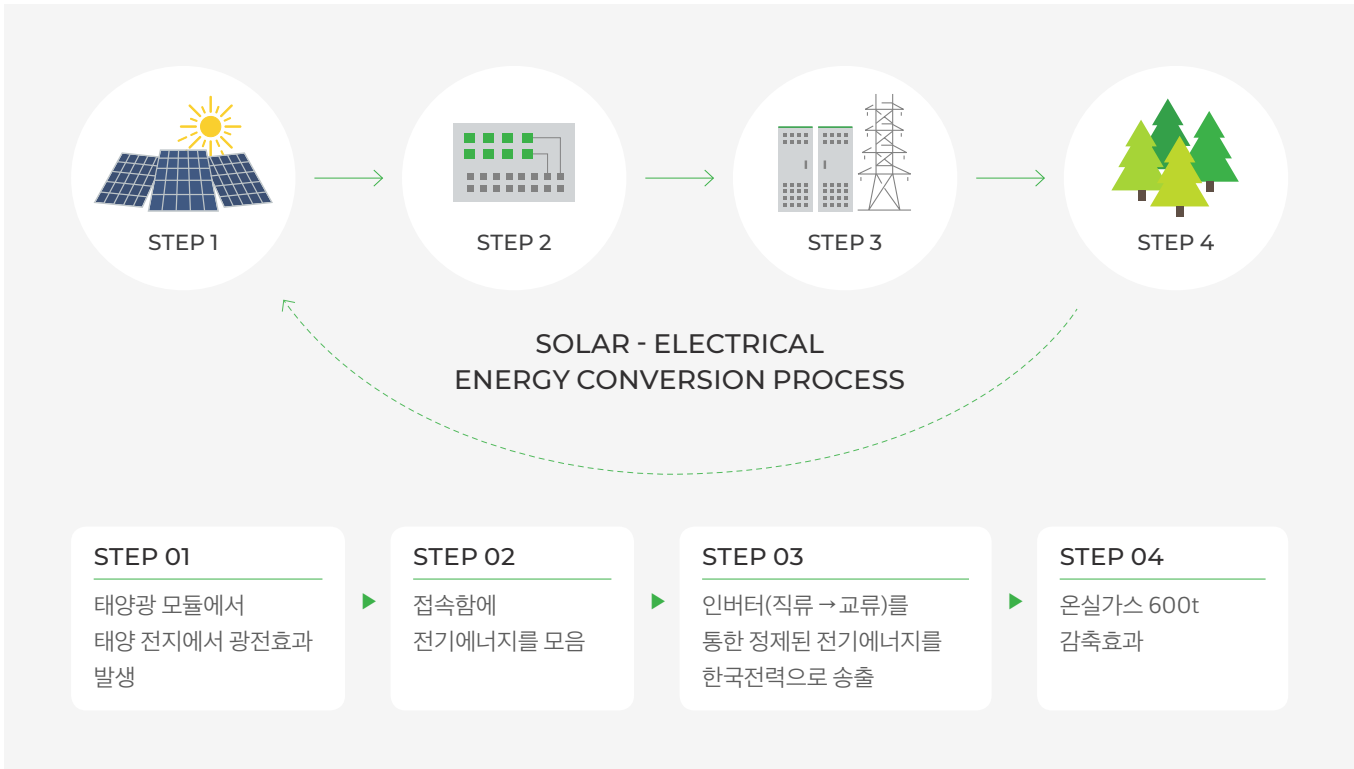 STEP 1
STEP 2
STEP 3
STEP 4
SOLAR - ELECTRICAL
ENERGY CONVERSION PROCESS
STEP 01
태양광 모듈에서
태양 전지에서 광전효과
발생
STEP 02
접속함에
전기에너지를 모음
STEP 03
인버터(직류→교류)를
통한 정제된 전기에너지를
한국전력으로 송출
STEP 04
온실가스 600t
감축효과